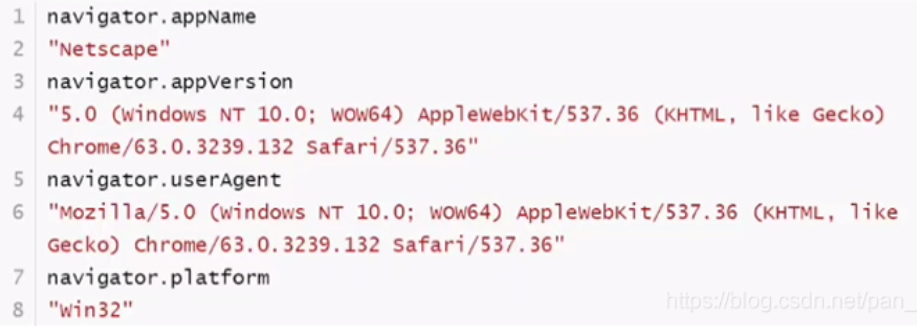 1 navigator.appName
2 "Netscape"
3 navigator.appVersion
4 "5.0 (Windows NT 10.0; WOW64) AppleWebKit/537.36 (KHTML, like Gecko)
Chrome/63.0.3239.132 Safari/537.36"
5 navigator.userAgent
6 "Mozilla/5.0 (Windows NT 10.0; WOW64) AppleWebKit/537.36 (KHTML, like
Gecko) Chrome/63.0.3239.132 Safari/537.36"
7 navigator.platform
8 "Win32"
https://blog.csdn.net/pan_